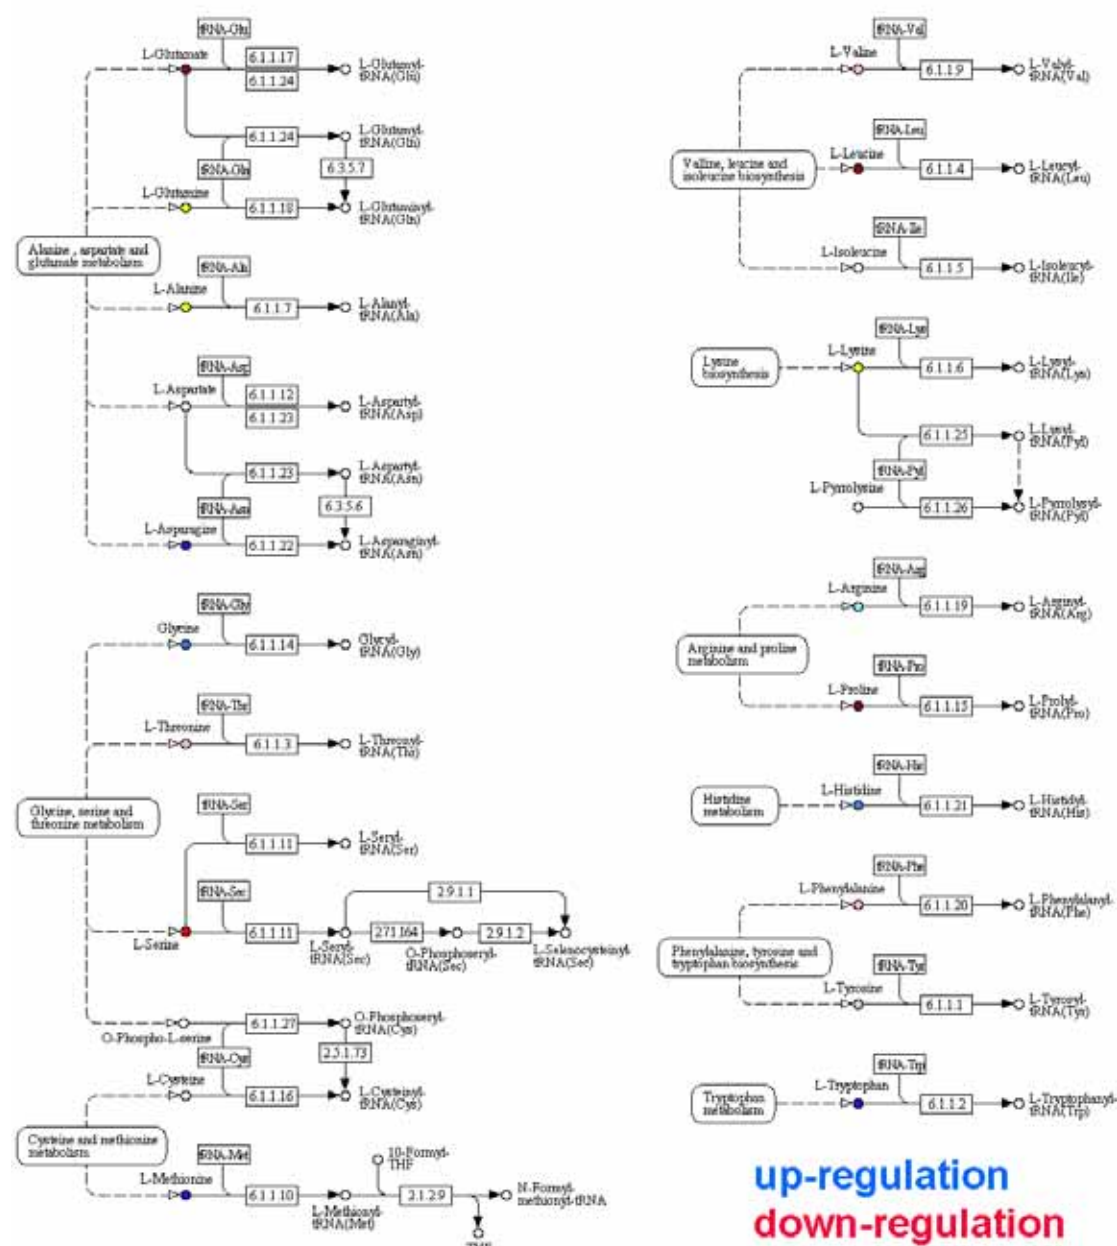 tRNA-Glu
L-Glutamate
6.1.1.17
6.1.1.24
L-Glutamyl-
tRNA(Glu)
6.1.1.24
L-Glutamyl-
tRNA(Gln)
tRNA-Gln
6.3.5.7
L-Glutamine
6.1.1.18
L-Glutaminyl-
tRNA(Gln)
Alanine, aspartate and
glutamate metabolism
tRNA-Ala
L-Alanine
6.1.1.7
L-Alanyl-
tRNA(Ala)
tRNA-Asp
L-Aspartate
6.1.1.12
6.1.1.23
L-Aspartyl-
tRNA(Asp)
6.1.1.23
L-Aspartyl-
tRNA(Asn)
tRNA-Asn
6.3.5.6
L-Asparagine
6.1.1.22
L-Asparaginyl-
tRNA(Asn)
tRNA-Gly
Glycine
6.1.1.14
Glycyl-
tRNA(Gly)
tRNA-Thr
L-Threonine
6.1.1.3
L-Threonyl-
tRNA(Thr)
Glycine, serine and
threonine metabolism
tRNA-Ser
6.1.1.11
L-Seryl-
tRNA(Ser)
tRNA-Sec
L-Serine
6.1.1.11
L-Seryl-
tRNA(Sec)
2.9.1.1
2.7.1.164
O-Phosphoseryl-
tRNA(Sec)
2.9.1.2
L-Selenocysteinyl-
tRNA(Sec)
O-Phospho-L-serine
6.1.1.27
O-Phosphoseryl-
tRNA(Cys)
tRNA-Cys
2.5.1.73
L-Cysteine
6.1.1.16
L-Cysteinyl-
tRNA(Cys)
Cysteine and methionine
metabolism
tRNA-Met
L-Methionine
6.1.1.10
L-Methionyl-
tRNA(Met)
10-Formyl-
THF
2.1.2.9
N-Formyl-
methionyl-tRNA
tRNA-Val
L-Valine
6.1.1.9
L-Valyl-
tRNA(Val)
Valine, leucine and
isoleucine biosynthesis
tRNA-Leu
L-Leucine
6.1.1.4
L-Leucyl-
tRNA(Leu)
tRNA-Ile
L-Isoleucine
6.1.1.5
L-Isoleucyl-
tRNA(Ile)
Lysine
biosynthesis
tRNA-Lys
L-Lysine
6.1.1.6
L-Lysyl-
tRNA(Lys)
6.1.1.25
L-Lysyl-
tRNA(Pyl)
tRNA-Pyl
L-Pyrrolysine
6.1.1.26
L-Pyrrolysyl-
tRNA(Pyl)
tRNA-Arg
L-Arginine
6.1.1.19
L-Arginyl-
tRNA(Arg)
Arginine and proline
metabolism
tRNA-Pro
L-Proline
6.1.1.15
L-Prolyl-
tRNA(Pro)
tRNA-His
Histidine
metabolism
L-Histidine
6.1.1.21
L-Histidyl-
tRNA(His)
tRNA-Phe
L-Phenylalanine
6.1.1.20
L-Phenylalanyl-
tRNA(Phe)
Phenylalanine, tyrosine and
tryptophan biosynthesis
tRNA-Tyr
L-Tyrosine
6.1.1.1
L-Tyrosyl-
tRNA(Tyr)
tRNA-Trp
Tryptophan
metabolism
L-Tryptophan
6.1.1.2
L-Tryptophanyl-
tRNA(Trp)
up-regulation
down-regulation